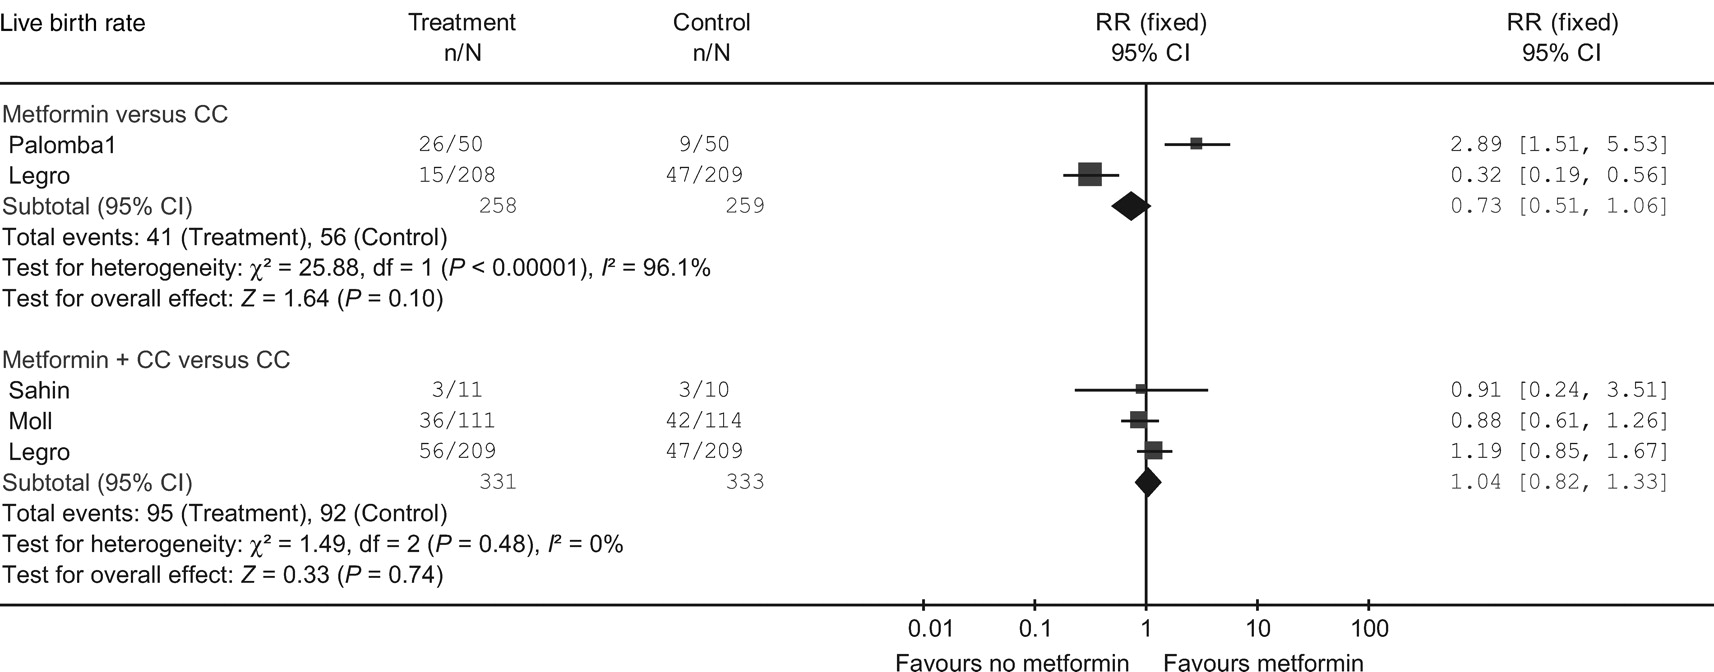 Live birth rate Treatment Control RR (fixed) RR (fixed)
n/N n/N 95% CI 95% CI
Metformin versus CC
Palomba1 26/50 9/50 2.89 [1.51, 5.53]
Legro 15/208 47/209 0.32 [0.19, 0.56]
Subtotal (95% CI) 258 259 0.73 [0.51, 1.06]
Total events: 41 (Treatment), 56 (Control)
Test for heterogeneity: χ² = 25.88, df = 1 (P < 0.00001), I² = 96.1%
Test for overall effect: Z = 1.64 (P = 0.10)
Metformin + CC versus CC
Sahin 3/11 3/10 0.91 [0.24, 3.51]
Moll 36/111 42/114 0.88 [0.61, 1.26]
Legro 56/209 47/209 1.19 [0.85, 1.67]
Subtotal (95% CI) 331 333 1.04 [0.82, 1.33]
Total events: 95 (Treatment), 92 (Control)
Test for heterogeneity: χ² = 1.49, df = 2 (P = 0.48), I² = 0%
Test for overall effect: Z = 0.33 (P = 0.74)
0.01 0.1 1 10 100
Favours no metformin Favours metformin